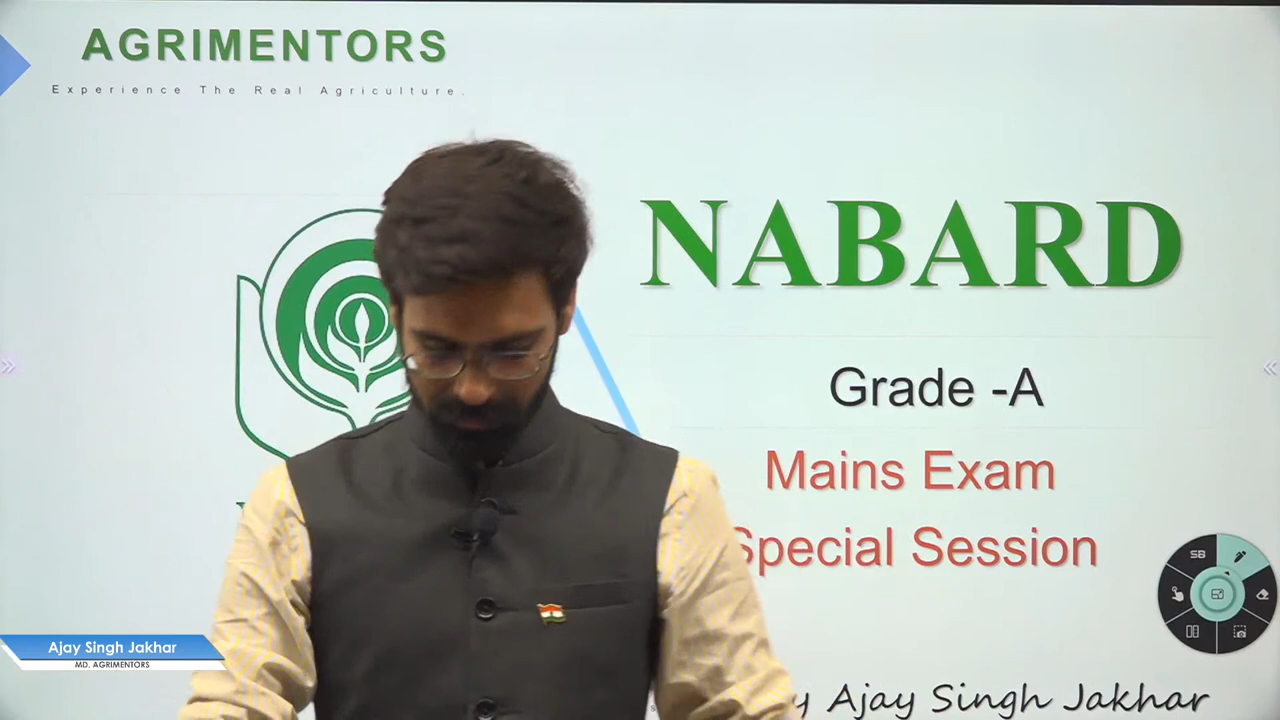 AGRIMENTORS
Experience The Real Agriculture.
NABARD
Grade -A
Mains Exam
Special Session
SB
Ajay Singh Jakhar
MD. AGRIMENTORS
Ajay Singh Jakhar